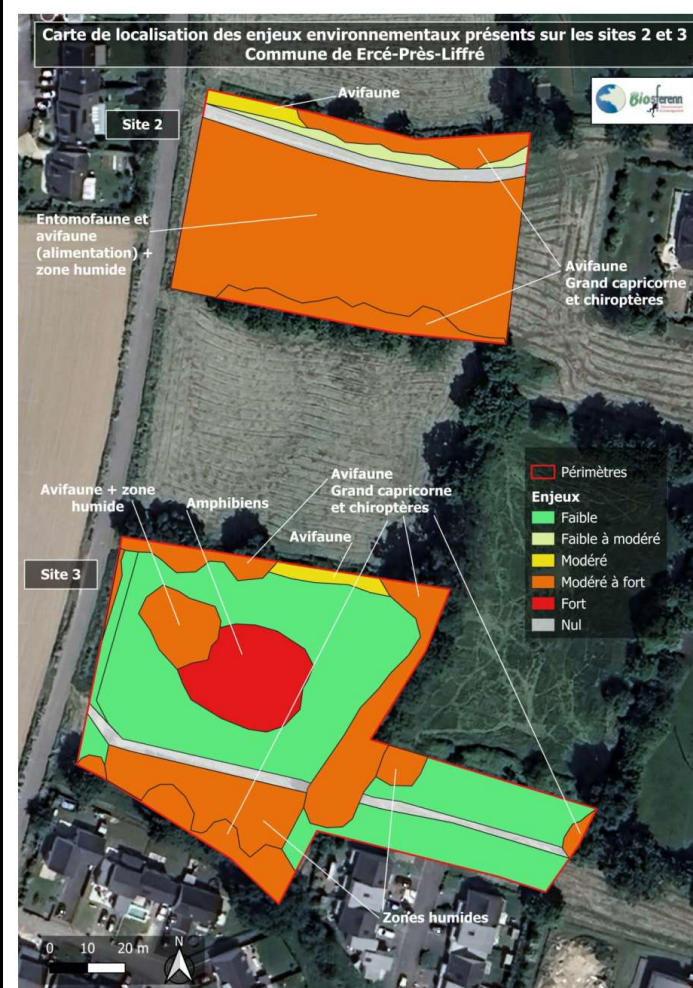 Carte de localisation des enjeux environnementaux présents sur les sites 2 et 3
Commune de Ercé-Près-Liffré
Biosferenn
Avifaune
Site 2
Entomofaune et
avifaune
(alimentation) +
zone humide
Avifaune
Grand capricorne
et chiroptères
Avifaune
Grand capricorne
et chiroptères
Avifaune + zone
humide
Amphibiens
Avifaune
Site 3
Périmètres
Enjeux
Faible
Faible à modéré
Modéré
Modéré à fort
Fort
Nul
Zones humides
0 10 20 m
N